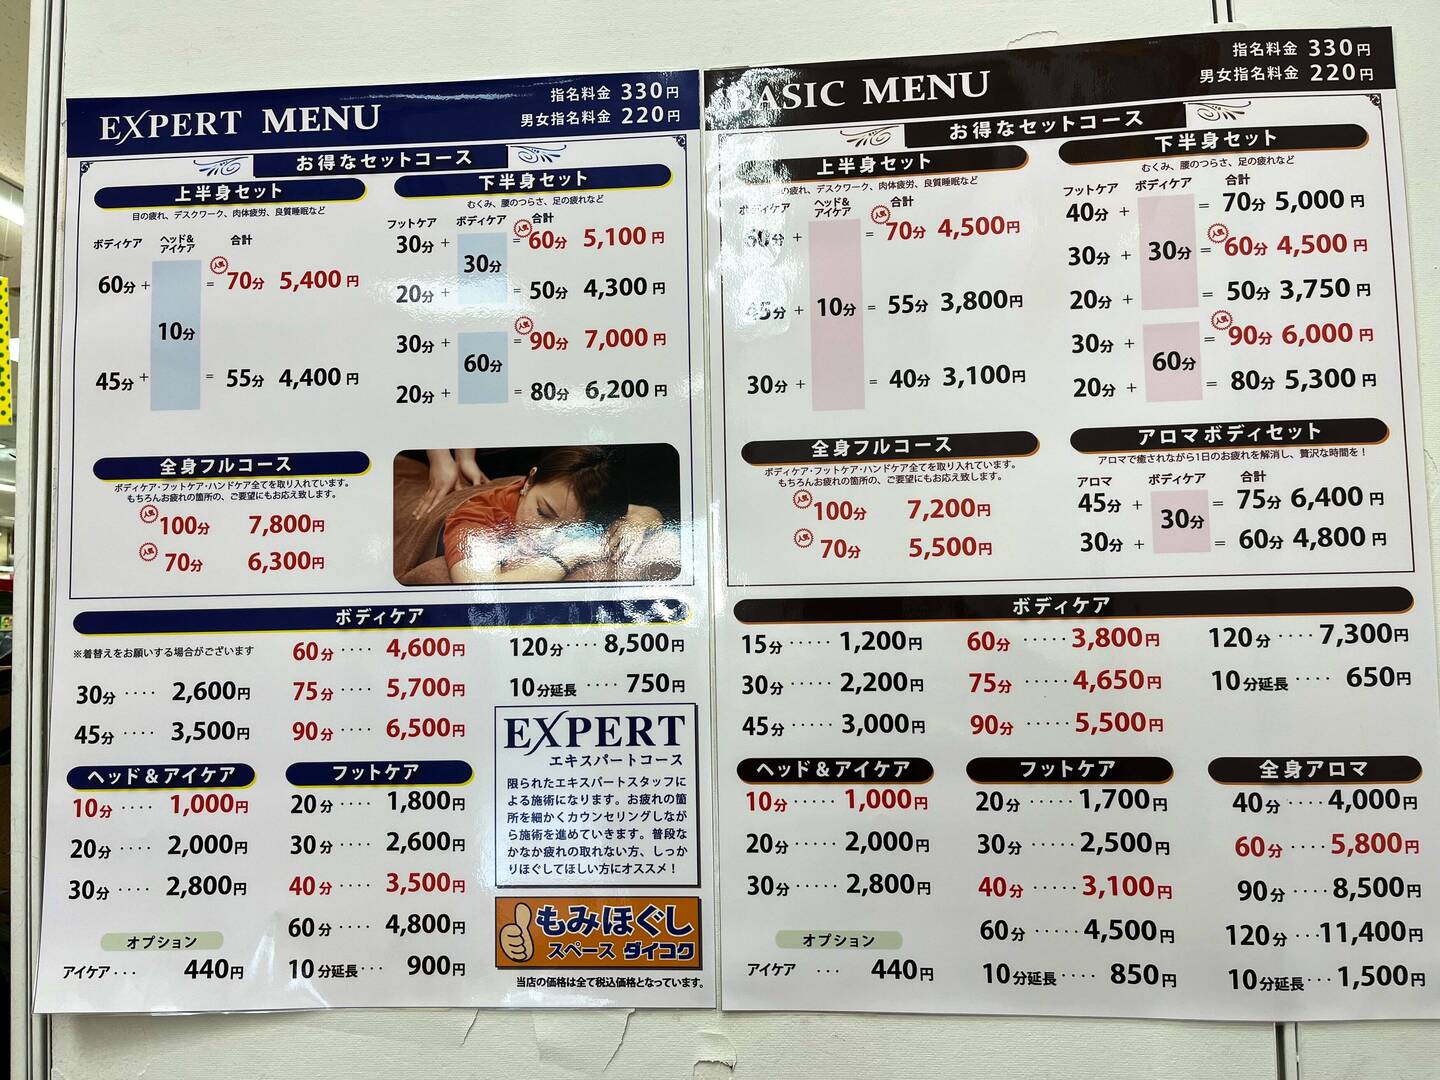 EXPERT MENU
指名料金 330円
男女指名料金 220円
お得なセットコース
上半身セット
目の疲れ、デスクワーク、肉体疲労、良質睡眠など
ボディケア ヘッド&アイケア 合計
60分 + = 人気 70分 5,400円
10分
45分 + = 55分 4,400円
下半身セット
むくみ、腰のつらさ、足の疲れなど
フットケア ボディケア 合計
30分 + = 人気 60分 5,100円
30分
20分 + = 50分 4,300円
30分 + = 人気 90分 7,000円
60分
20分 + = 80分 6,200円
全身フルコース
ボディケア・フットケア・ハンドケア全てを取り入れています。
もちろんお疲れの箇所の、ご要望にもお応え致します。
人気 100分 7,800円
人気 70分 6,300円
ボディケア
※着替えをお願いする場合がございます
30分 ···· 2,600円
45分 ···· 3,500円
60分 ···· 4,600円
75分 ···· 5,700円
90分 ···· 6,500円
120分 ···· 8,500円
10分延長 ···· 750円
ヘッド&アイケア
10分 ···· 1,000円
20分 ···· 2,000円
30分 ···· 2,800円
オプション
アイケア ··· 440円
フットケア
20分 ···· 1,800円
30分 ···· 2,600円
40分 ···· 3,500円
60分 ···· 4,800円
10分延長 ··· 900円
EXPERT
エキスパートコース
限られたエキスパートスタッフに
よる施術になります。お疲れの箇
所を細かくカウンセリングしなが
ら施術を進めていきます。普段な
かなか疲れの取れない方、しっか
りほぐしてほしい方にオススメ！
もみほぐし
スペース ダイコク
当店の価格は全て税込価格となっています。
BASIC MENU
指名料金 330円
男女指名料金 220円
お得なセットコース
上半身セット
の疲れ、デスクワーク、肉体疲労、良質睡眠など
ボディケア ヘッド&アイケア 合計
60分 + = 人気 70分 4,500円
45分 + 10分 = 55分 3,800円
30分 + = 40分 3,100円
下半身セット
むくみ、腰のつらさ、足の疲れなど
フットケア ボディケア 合計
40分 + = 70分 5,000円
30分 + 30分 = 人気 60分 4,500円
20分 + = 50分 3,750円
30分 + = 人気 90分 6,000円
60分
20分 + = 80分 5,300円
全身フルコース
ボディケア・フットケア・ハンドケア全てを取り入れています。
もちろんお疲れの箇所の、ご要望にもお応え致します。
人気 100分 7,200円
人気 70分 5,500円
アロマボディセット
アロマで癒されながら1日のお疲れを解消し、贅沢な時間を！
アロマ ボディケア 合計
45分 + = 75分 6,400円
30分
30分 + = 60分 4,800円
ボディケア
15分 ····· 1,200円
30分 ····· 2,200円
45分 ····· 3,000円
60分 ····· 3,800円
75分 ····· 4,650円
90分 ····· 5,500円
120分 ···· 7,300円
10分延長 ···· 650円
ヘッド&アイケア
10分 ····· 1,000円
20分 ····· 2,000円
30分 ····· 2,800円
オプション
アイケア ··· 440円
フットケア
20分 ····· 1,700円
30分 ····· 2,500円
40分 ····· 3,100円
60分 ····· 4,500円
10分延長 ···· 850円
全身アロマ
40分 ···· 4,000円
60分 ···· 5,800円
90分 ···· 8,500円
120分 ··· 11,400円
10分延長 ··· 1,500円